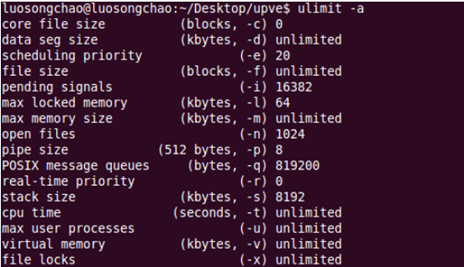 luosongchao@luosongchao:~/Desktop/upve$ ulimit -a
core file size          (blocks, -c) 0
data seg size           (kbytes, -d) unlimited
scheduling priority             (-e) 20
file size               (blocks, -f) unlimited
pending signals                 (-i) 16382
max locked memory       (kbytes, -l) 64
max memory size         (kbytes, -m) unlimited
open files                      (-n) 1024
pipe size            (512 bytes, -p) 8
POSIX message queues     (bytes, -q) 819200
real-time priority              (-r) 0
stack size              (kbytes, -s) 8192
cpu time               (seconds, -t) unlimited
max user processes              (-u) unlimited
virtual memory          (kbytes, -v) unlimited
file locks                      (-x) unlimited